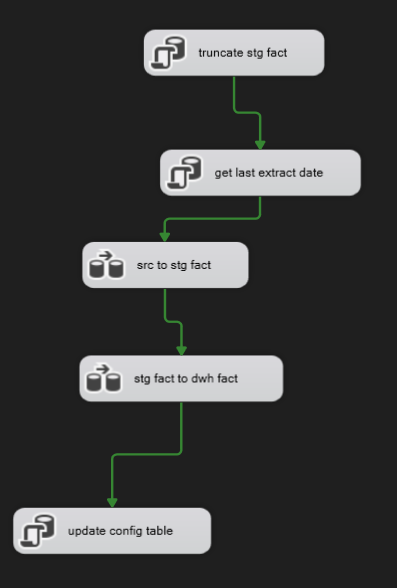 truncate stg fact
get last extract date
src to stg fact
stg fact to dwh fact
update config table